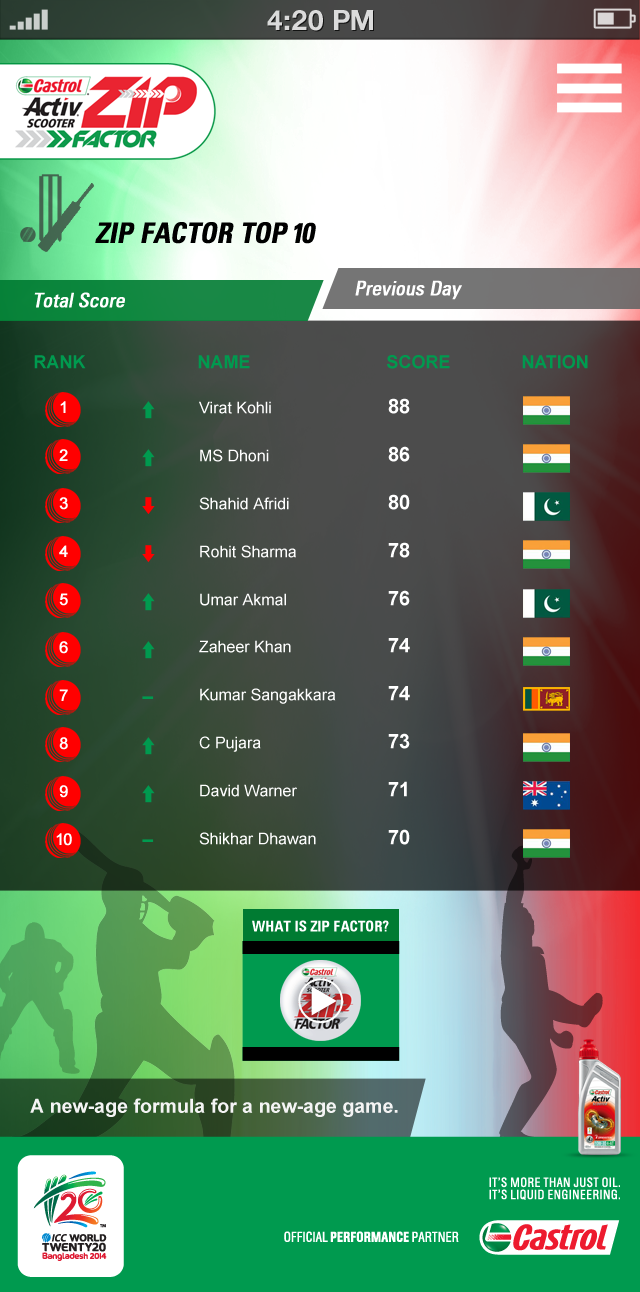 4:20 PM
Castrol
Activ
SCOOTER
ZIP
FACTOR
ZIP FACTOR TOP 10
Total Score
Previous Day
RANK NAME SCORE NATION
1 Virat Kohli 88
2 MS Dhoni 86
3 Shahid Afridi 80
4 Rohit Sharma 78
5 Umar Akmal 76
6 Zaheer Khan 74
7 Kumar Sangakkara 74
8 C Pujara 73
9 David Warner 71
10 Shikhar Dhawan 70
WHAT IS ZIP FACTOR?
Castrol
Activ
SCOOTER
ZIP
FACTOR
A new-age formula for a new-age game.
Castrol
Activ
T20
TM
ICC WORLD
TWENTY20
Bangladesh 2014
IT'S MORE THAN JUST OIL.
IT'S LIQUID ENGINEERING.
OFFICIAL PERFORMANCE PARTNER
Castrol